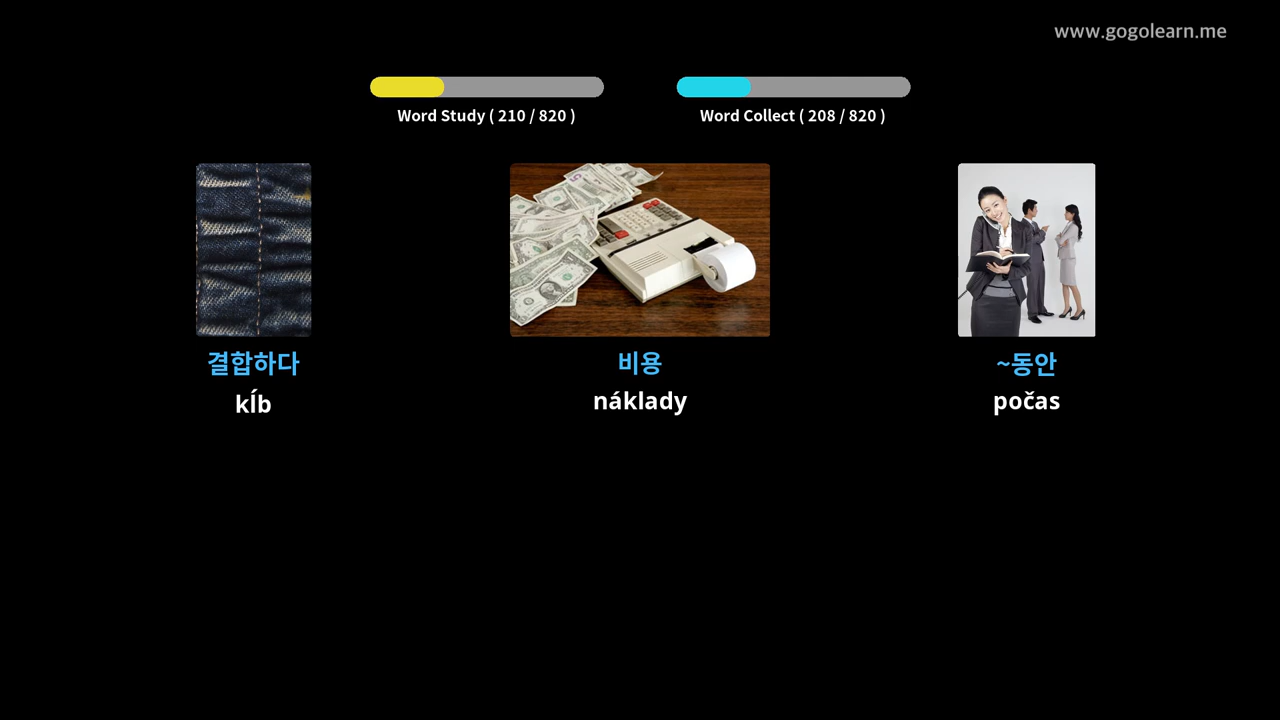 www.gogolearn.me
Word Study ( 210 / 820 )
Word Collect ( 208 / 820 )
결합하다
kĺb
비용
náklady
~동안
počas